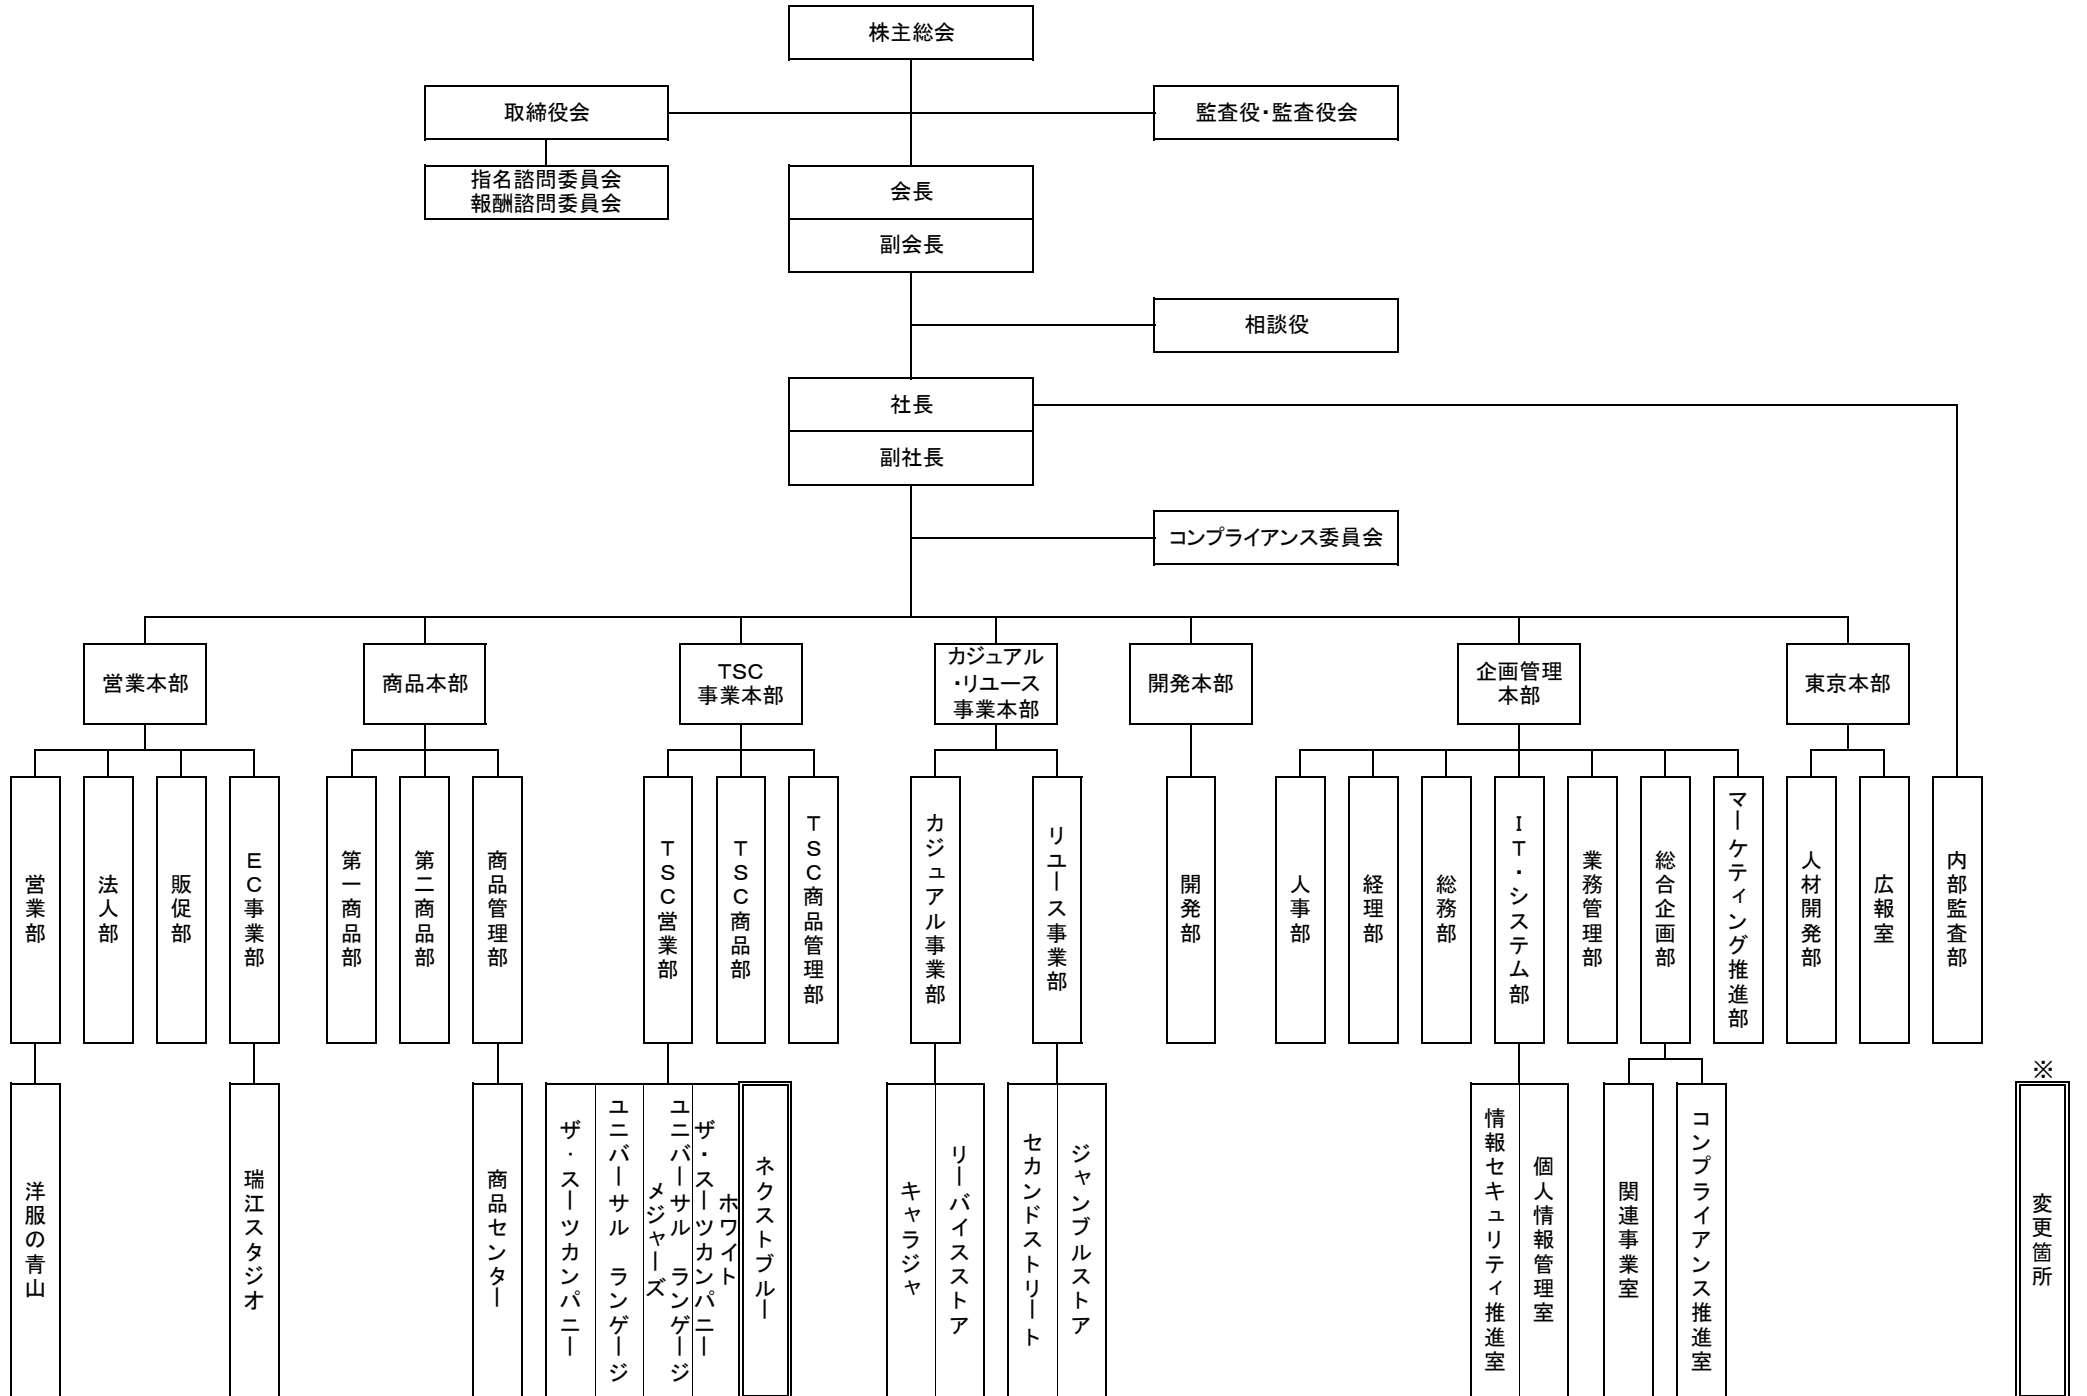 株主総会
取締役会
監査役・監査役会
指名諮問委員会
報酬諮問委員会
会長
副会長
相談役
社長
副社長
コンプライアンス委員会
営業本部
商品本部
TSC
事業本部
カジュアル
・リユース
事業本部
開発本部
企画管理
本部
東京本部
営業部
法人部
販促部
EC事業部
第一商品部
第二商品部
商品管理部
TSC営業部
TSC商品部
TSC商品管理部
カジュアル事業部
リユース事業部
開発部
人事部
経理部
総務部
IT・システム部
業務管理部
総合企画部
マーケティング推進部
人材開発部
広報室
内部監査部
洋服の青山
瑞江スタジオ
商品センター
ザ・スーツカンパニー
ユニバーサル ランゲージ
ユニバーサル ランゲージ
メジャーズ
ザ・スーツカンパニー
ホワイト
ネクストブルー
キャラジャ
リーバイスストア
セカンドストリート
ジャンブルストア
情報セキュリティ推進室
個人情報管理室
関連事業室
コンプライアンス推進室
※
変更箇所